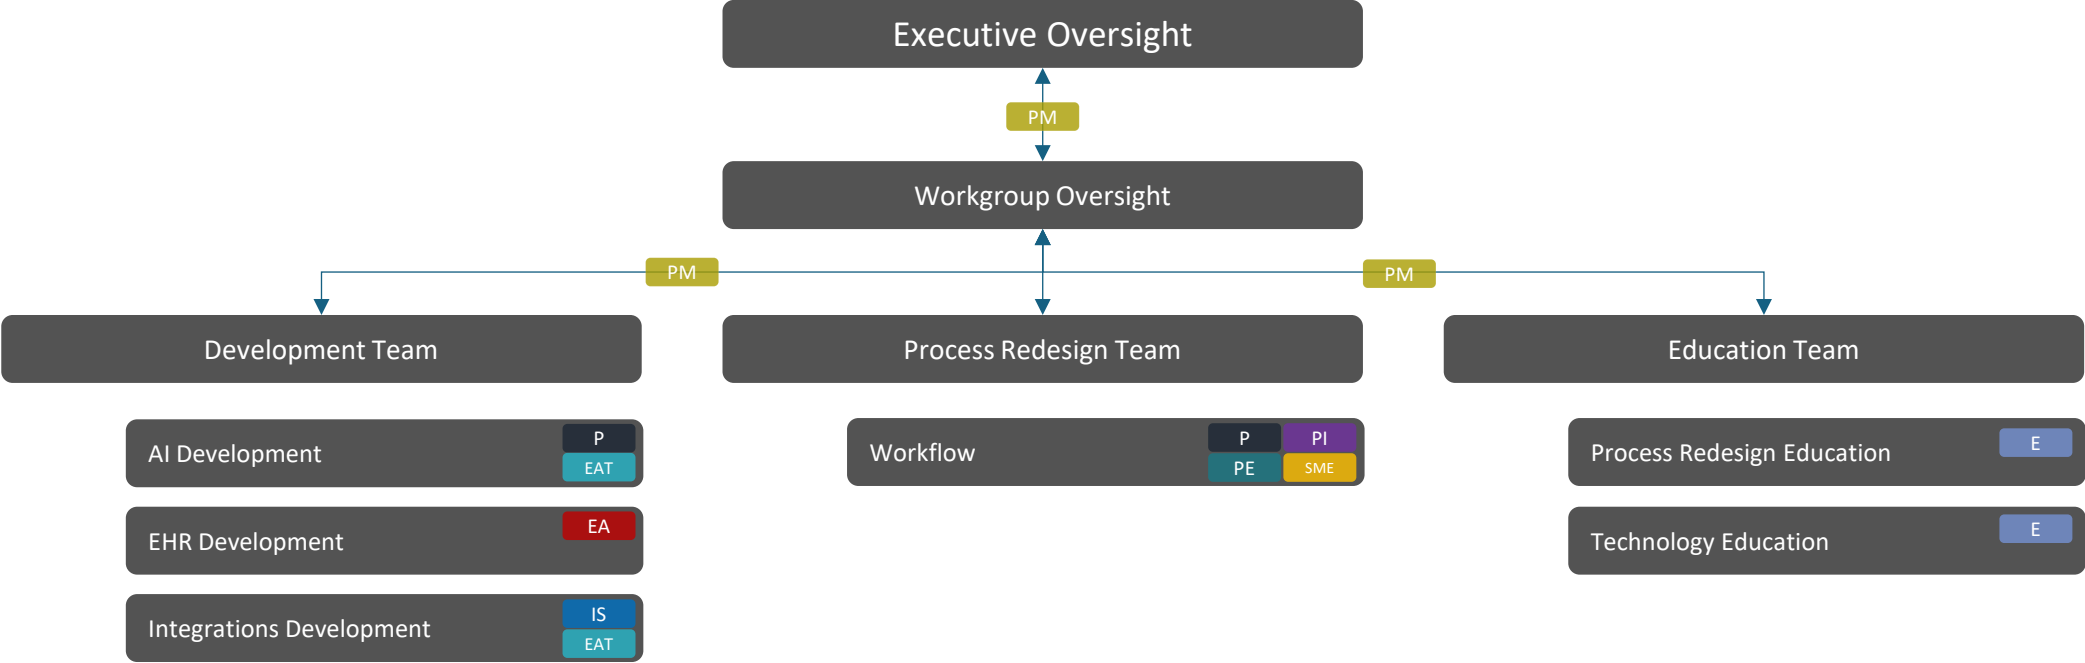 Executive Oversight
PM
Workgroup Oversight
PM
PM
Development Team
Process Redesign Team
Education Team
AI Development
P
EAT
EHR Development
EA
Integrations Development
IS
EAT
Workflow
P
PI
PE
SME
Process Redesign Education
E
Technology Education
E